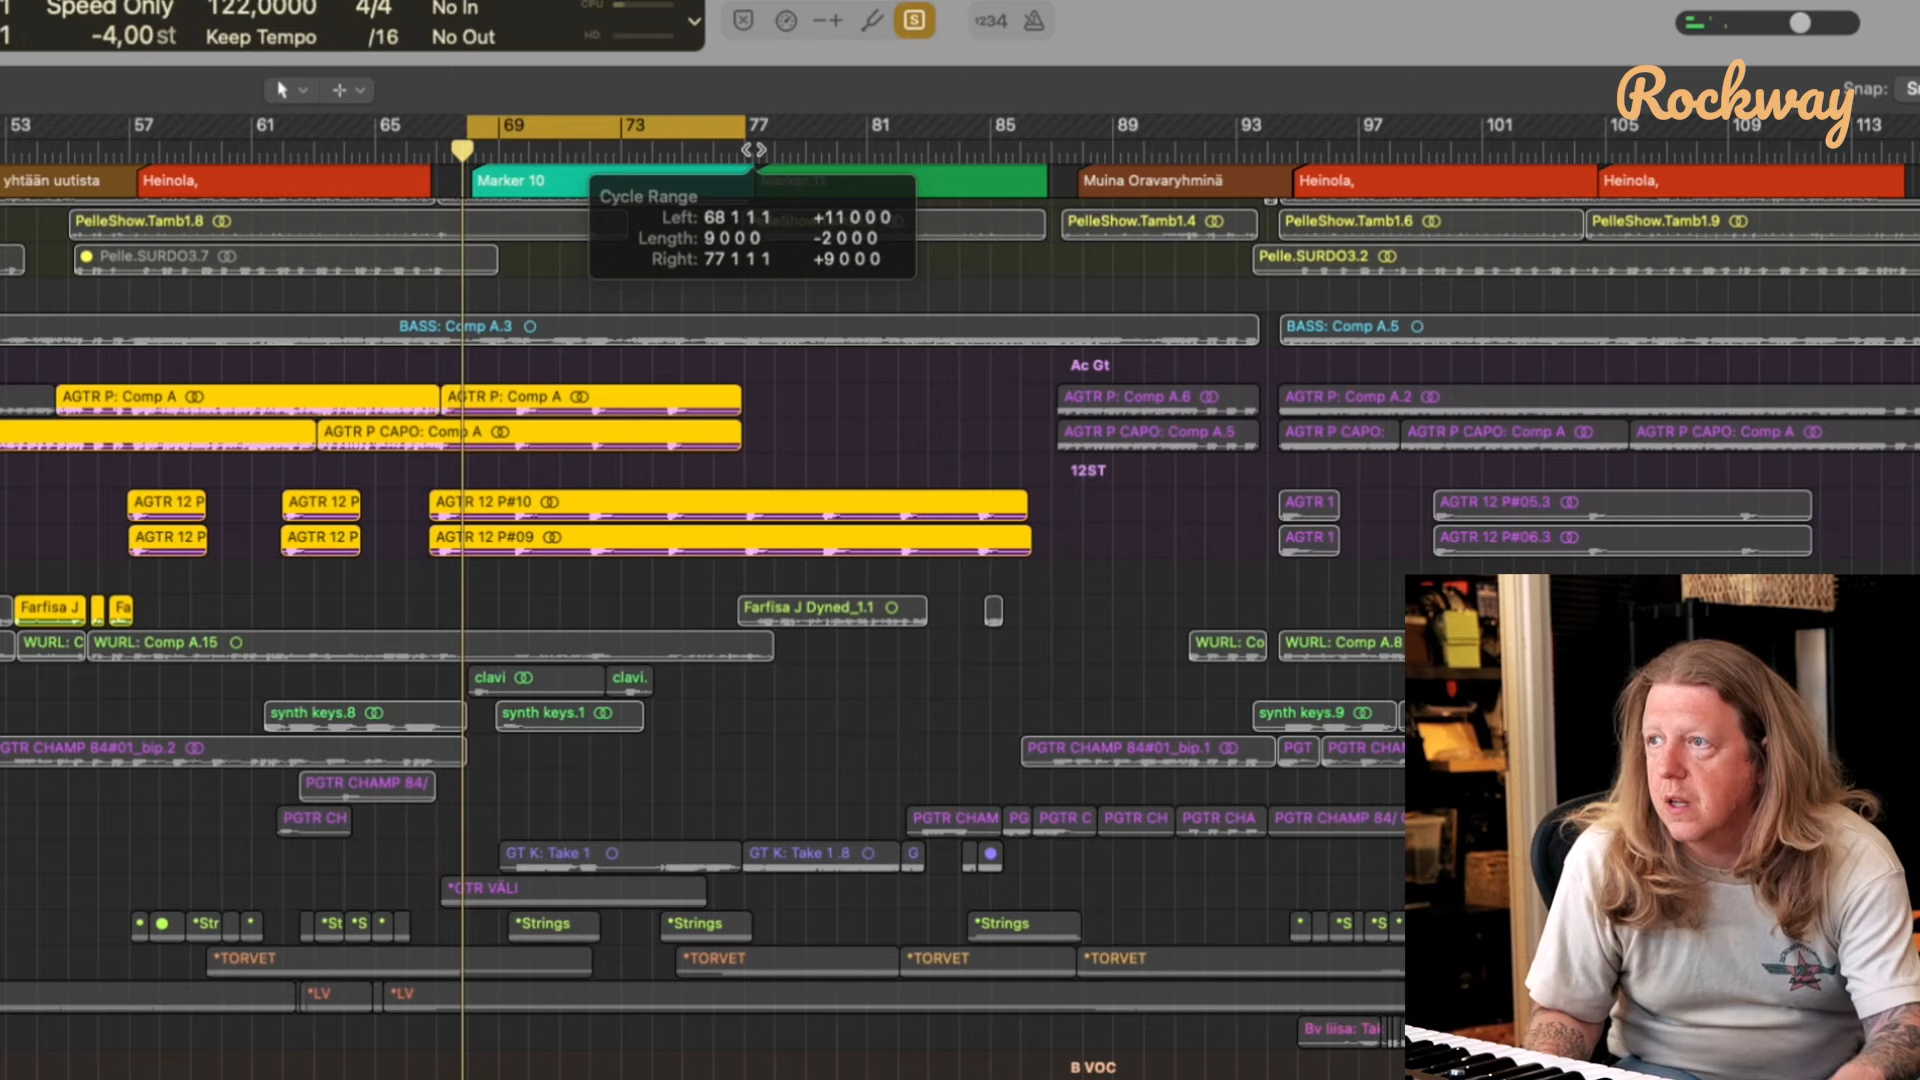 Speed Only 122,0000 4/4 No In CPU
-4,00 st Keep Tempo /16 No Out HD
S 1234
Rockway
Snap:
53 57 61 65 69 73 77 81 85 89 93 97 101 105 109 113
yhtään uutista Heinola, Marker 10 Marker 11 Muina Oravaryhminä Heinola, Heinola,
Cycle Range
Left: 68 1 1 1 +11 0 0 0
Length: 9 0 0 0 -2 0 0 0
Right: 77 1 1 1 +9 0 0 0
PelleShow.Tamb1.8 PelleShow.Tamb1.4 PelleShow.Tamb1.6 PelleShow.Tamb1.9
Pelle.SURDO3.7 Pelle.SURDO3.2
BASS: Comp A.3 BASS: Comp A.5
Ac Gt
AGTR P: Comp A AGTR P: Comp A AGTR P: Comp A.6 AGTR P: Comp A.2
AGTR P CAPO: Comp A AGTR P CAPO: Comp A.5 AGTR P CAPO: AGTR P CAPO: Comp A AGTR P CAPO: Comp A
12ST
AGTR 12 P AGTR 12 P AGTR 12 P#10 AGTR 1 AGTR 12 P#05.3
AGTR 12 P AGTR 12 P AGTR 12 P#09 AGTR 1 AGTR 12 P#06.3
Farfisa J Fa Farfisa J Dyned_1.1
WURL: C WURL: Comp A.15 WURL: Co WURL: Comp A.8
clavi clavi.
synth keys.8 synth keys.1 synth keys.9
GTR CHAMP 84#01_bip.2 PGTR CHAMP 84#01_bip.1 PGT PGTR CHAM
PGTR CHAMP 84/
PGTR CH PGTR CHAM PG PGTR C PGTR CH PGTR CHA PGTR CHAMP 84/
GT K: Take 1 GT K: Take 1 .8 G
*GTR VÄLI
* *Str * *St *S * *Strings *Strings *Strings * *S *S *
*TORVET *TORVET *TORVET *TORVET
*LV *LV
Bv liisa: Tak
B VOC